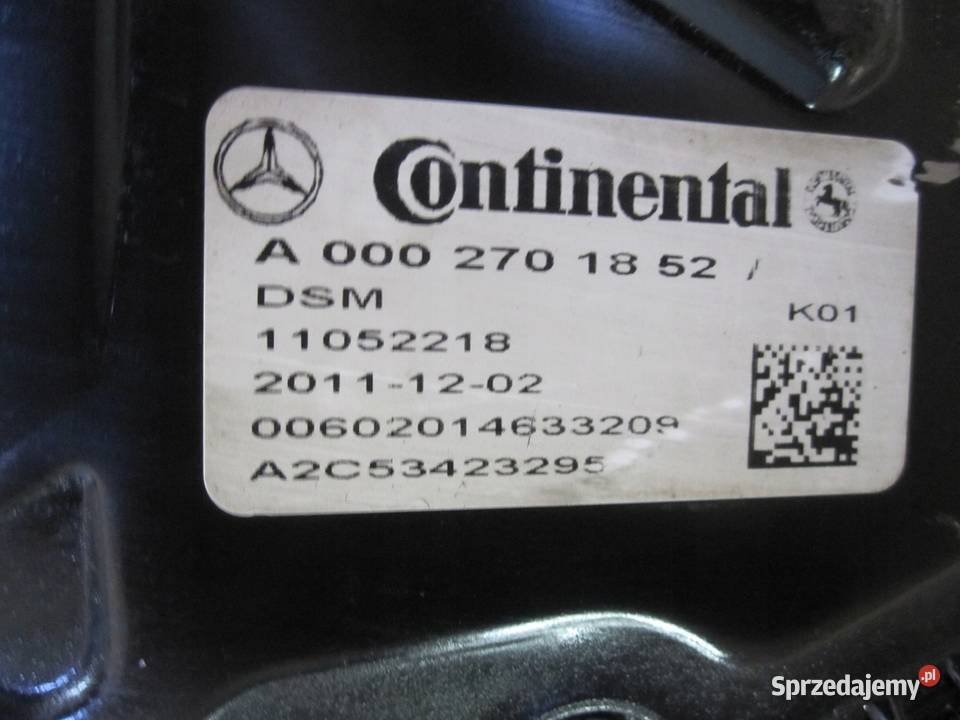 Continental
A 000 270 18 52 /
DSM
K01
11052218
2011-12-02
00602014633209
A2C53423295
Sprzedajemy.pl